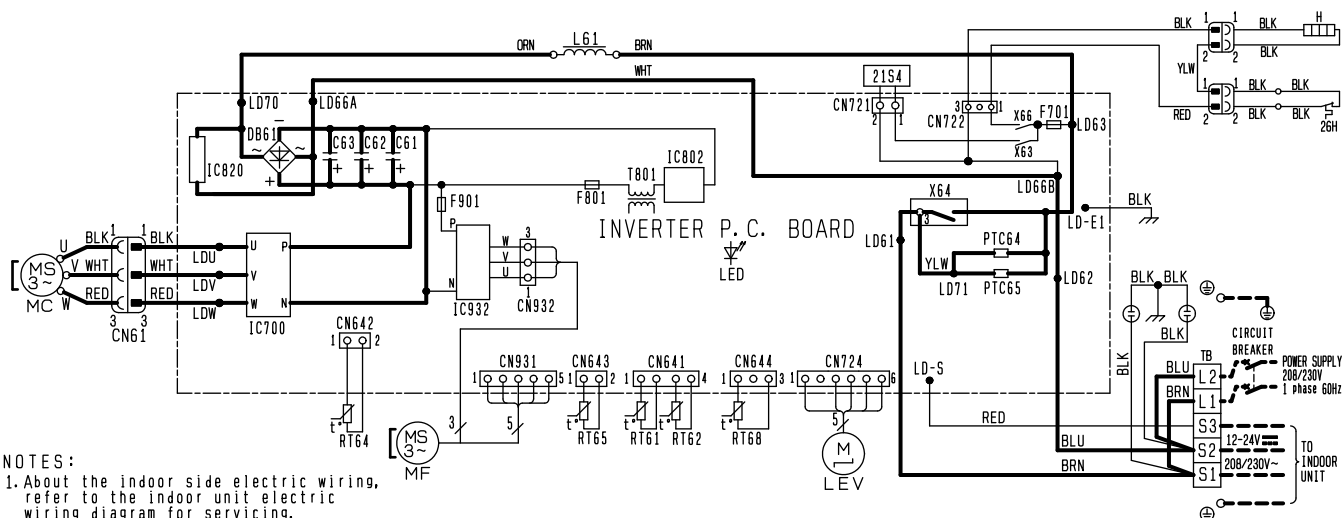 ORN
L61
BRN
WHT
BLK
1
1
BLK
H
2
2
BLK
YLW
1
1
BLK
BLK
RED
2
2
BLK
BLK
26H
21S4
CN721
2
1
3
1
CN722
X66
F701
X63
LD63
LD70
LD66A
DB61
−
~
~
+
C63
C62
C61
+
+
+
IC820
T801
IC802
F801
F901
LD66B
X64
3
LD-E1
BLK
INVERTER P.C. BOARD
LED
LD61
PTC64
YLW
LD71
PTC65
LD62
U
BLK
1
1
BLK
LDU
U
P
MS
3~
V
WHT
WHT
LDV
V
W
RED
RED
LDW
W
N
MC
3
3
CN61
IC700
P
N
IC932
W
V
U
3
1
CN932
CN642
1
2
t°
RT64
CN931
1
5
3
5
MS
3~
MF
CN643
1
2
t°
RT65
CN641
1
4
t°
t°
RT61
RT62
CN644
1
3
t°
RT68
CN724
1
6
5
M
LEV
LD-S
RED
BLU
BRN
BLK
BLK
BLK
BLK
CIRCUIT
BREAKER
TB
BLU
L2
BRN
L1
S3
S2
S1
POWER SUPPLY
208/230V
1 phase 60Hz
12-24V
208/230V~
TO
INDOOR
UNIT
NOTES:
1. About the indoor side electric wiring,
refer to the indoor unit electric
wiring diagram for servicing.